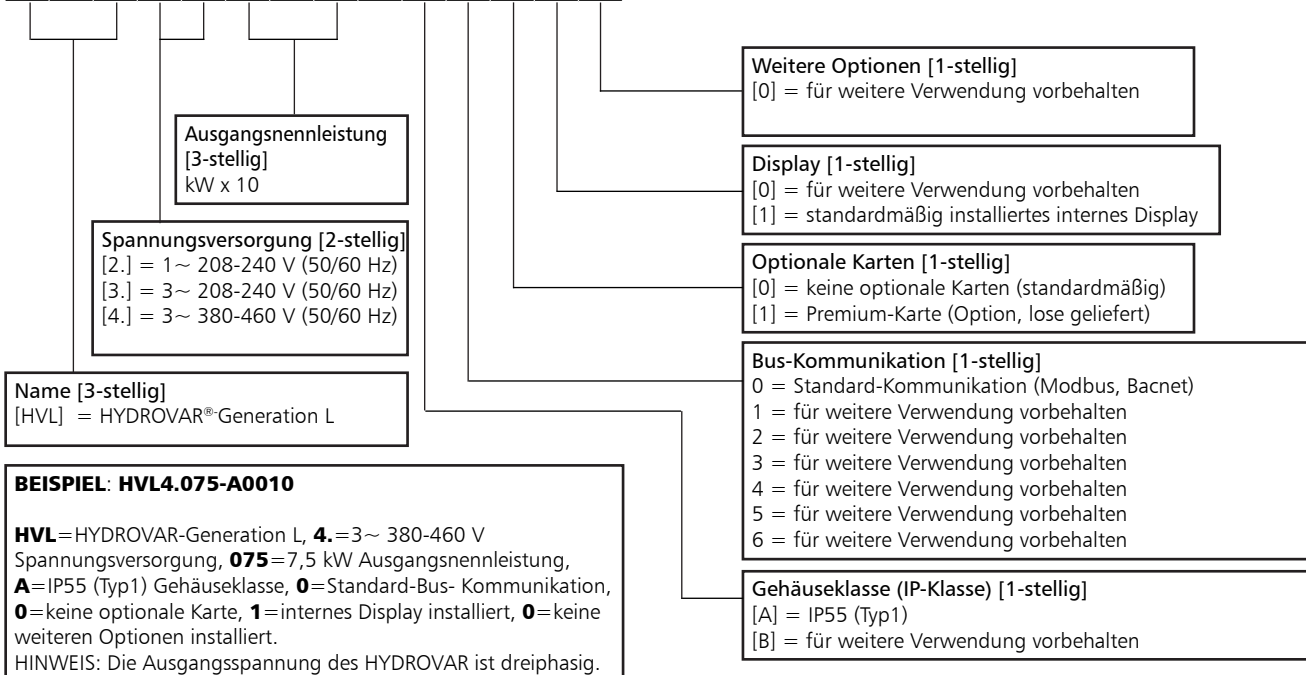 Weitere Optionen [1-stellig]
[0] = für weitere Verwendung vorbehalten
Ausgangsnennleistung
[3-stellig]
kW x 10
Display [1-stellig]
[0] = für weitere Verwendung vorbehalten
[1] = standardmäßig installiertes internes Display
Spannungsversorgung [2-stellig]
[2.] = 1~ 208-240 V (50/60 Hz)
[3.] = 3~ 208-240 V (50/60 Hz)
[4.] = 3~ 380-460 V (50/60 Hz)
Optionale Karten [1-stellig]
[0] = keine optionale Karten (standardmäßig)
[1] = Premium-Karte (Option, lose geliefert)
Name [3-stellig]
[HVL] = HYDROVAR®-Generation L
Bus-Kommunikation [1-stellig]
0 = Standard-Kommunikation (Modbus, Bacnet)
1 = für weitere Verwendung vorbehalten
2 = für weitere Verwendung vorbehalten
3 = für weitere Verwendung vorbehalten
4 = für weitere Verwendung vorbehalten
5 = für weitere Verwendung vorbehalten
6 = für weitere Verwendung vorbehalten
BEISPIEL: HVL4.075-A0010
HVL=HYDROVAR-Generation L, 4.=3~ 380-460 V
Spannungsversorgung, 075=7,5 kW Ausgangsnennleistung,
A=IP55 (Typ1) Gehäuseklasse, 0=Standard-Bus- Kommunikation,
0=keine optionale Karte, 1=internes Display installiert, 0=keine
weiteren Optionen installiert.
HINWEIS: Die Ausgangsspannung des HYDROVAR ist dreiphasig.
Gehäuseklasse (IP-Klasse) [1-stellig]
[A] = IP55 (Typ1)
[B] = für weitere Verwendung vorbehalten